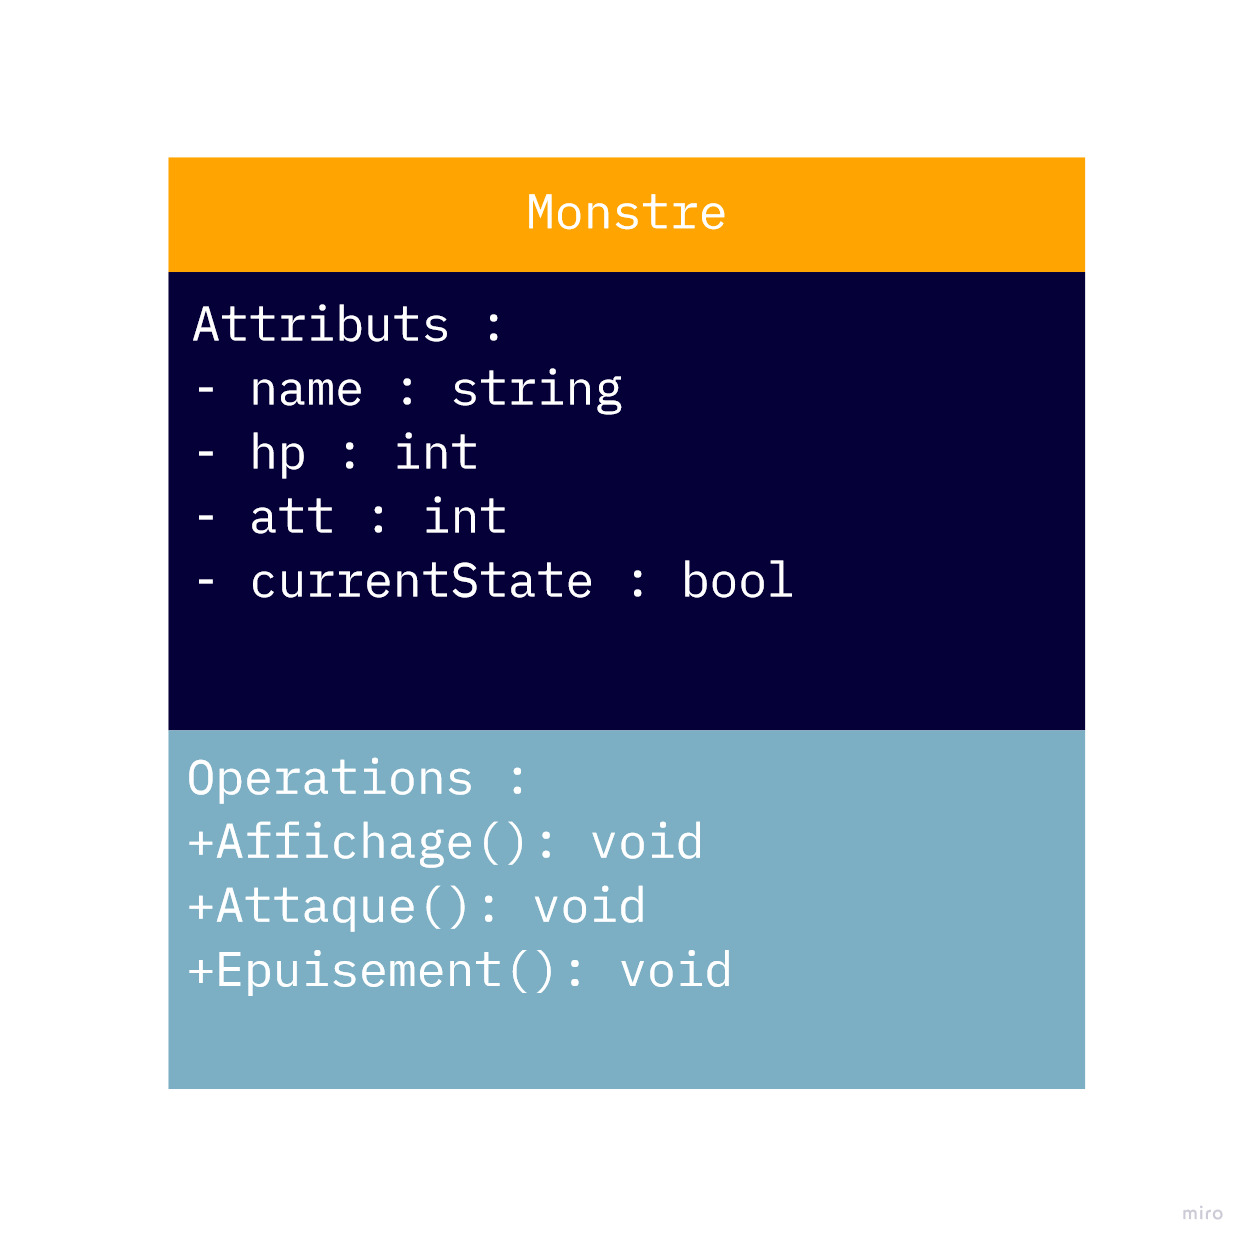 Monstre
Attributs :
- name : string
- hp : int
- att : int
- currentState : bool
Operations :
+Affichage(): void
+Attaque(): void
+Epuisement(): void
miro